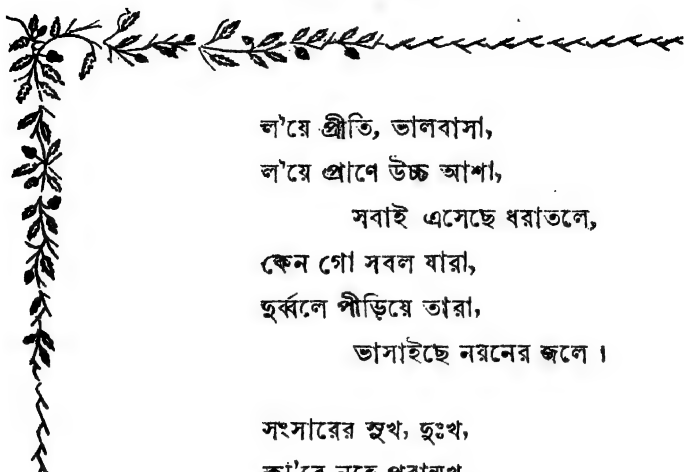 ল'য়ে প্রীতি, ভালবাসা,
ল'য়ে প্রাণে উচ্চ আশা,
সবাই এসেছে ধরাতলে,
কেন গো সবল যারা,
দুর্ব্বলে পীড়িয়ে তারা,
ভাসাইছে নয়নের জলে।
সংসারের সুখ, দুঃখ,